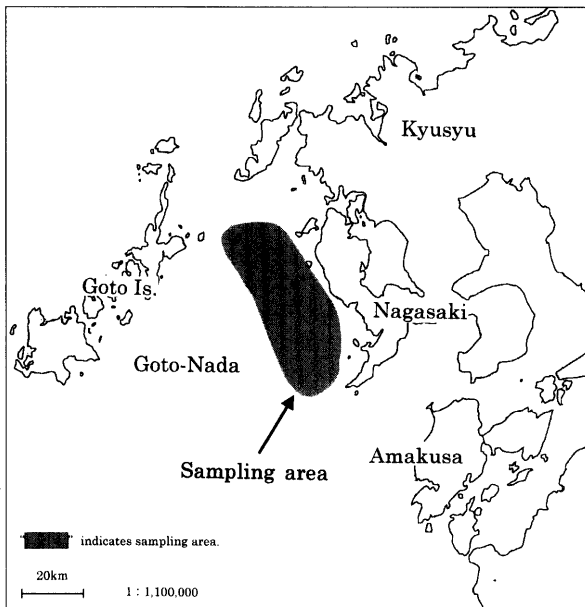 Kyusyu
Goto Is.
Nagasaki
Goto-Nada
Sampling area
Amakusa
indicates sampling area.
20km
1 : 1,100,000